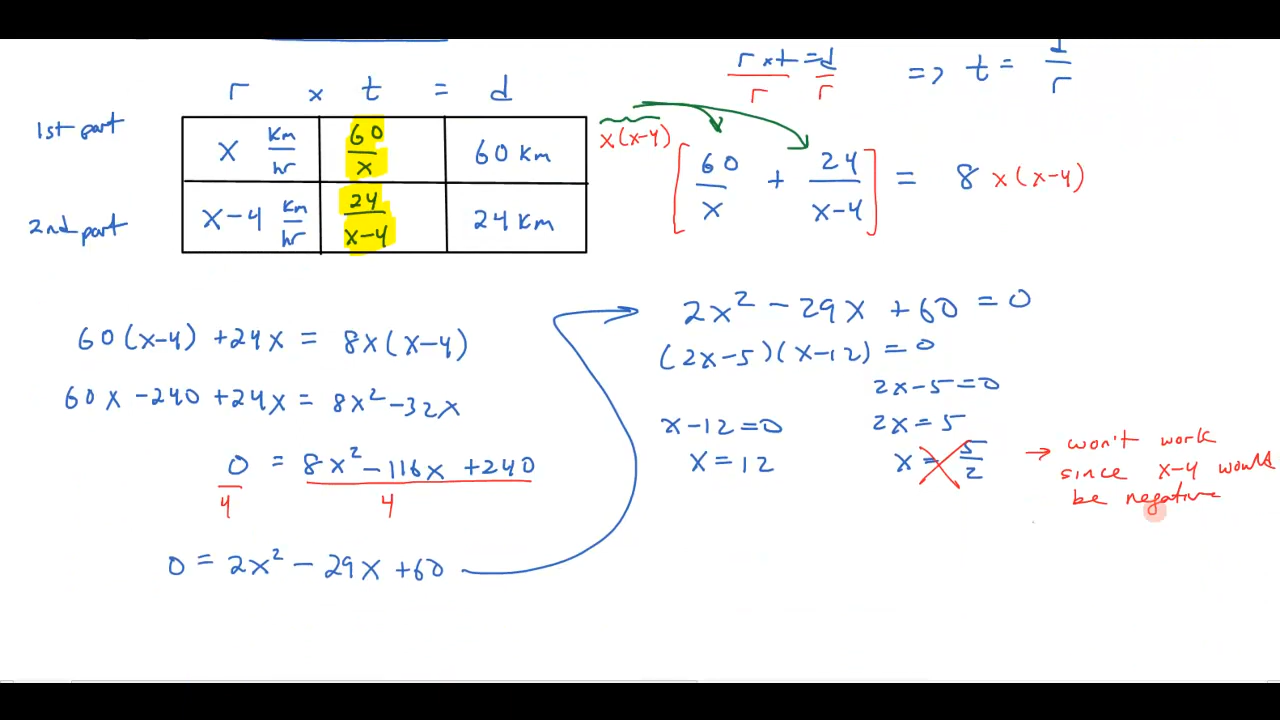 r × t = d
1st part
x km/hr
60/x
60 km
2nd part
x-4 km/hr
24/x-4
24 km
r × t = d
r r
=> t = d/r
x(x-4) [60/x + 24/x-4] = 8 x(x-4)
60(x-4) + 24x = 8x(x-4)
60x - 240 + 24x = 8x² - 32x
0 = 8x² - 116x + 240
4 4
0 = 2x² - 29x + 60
2x² - 29x + 60 = 0
(2x-5)(x-12) = 0
2x-5=0
x-12=0
2x=5
x=12
x=5/2
→ won't work
since x-4 would
be negative